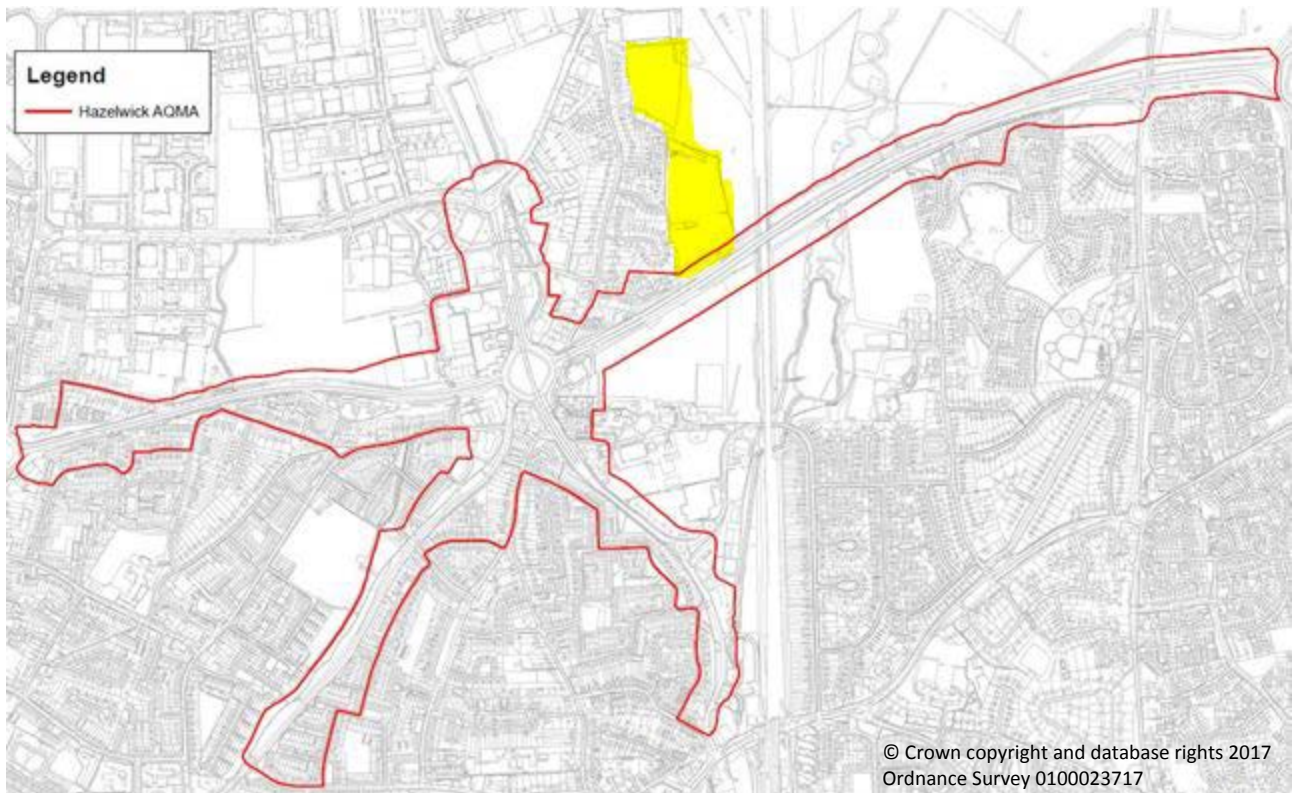 Legend
Hazelwick AQMA
© Crown copyright and database rights 2017
Ordnance Survey 0100023717